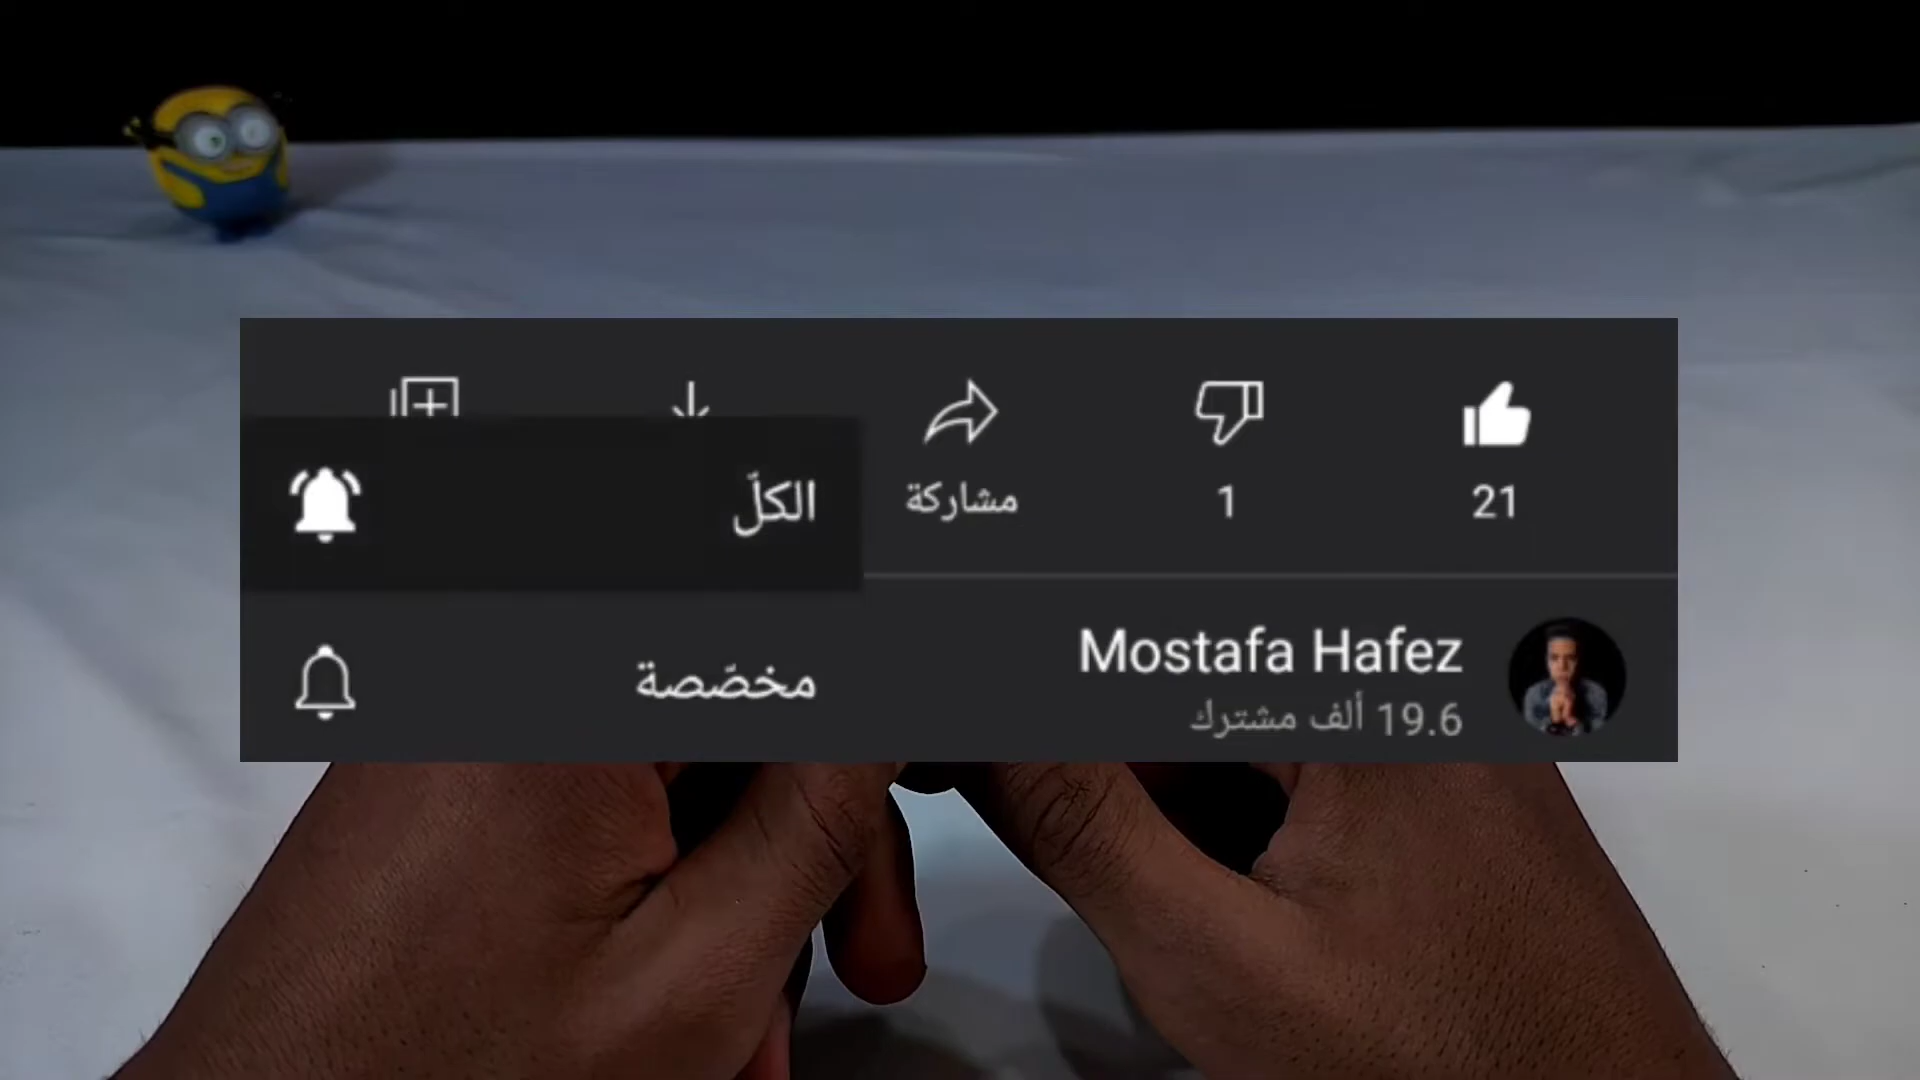 21
1
مشاركة
الكلّ
مخصّصة
Mostafa Hafez
19.6 ألف مشترك